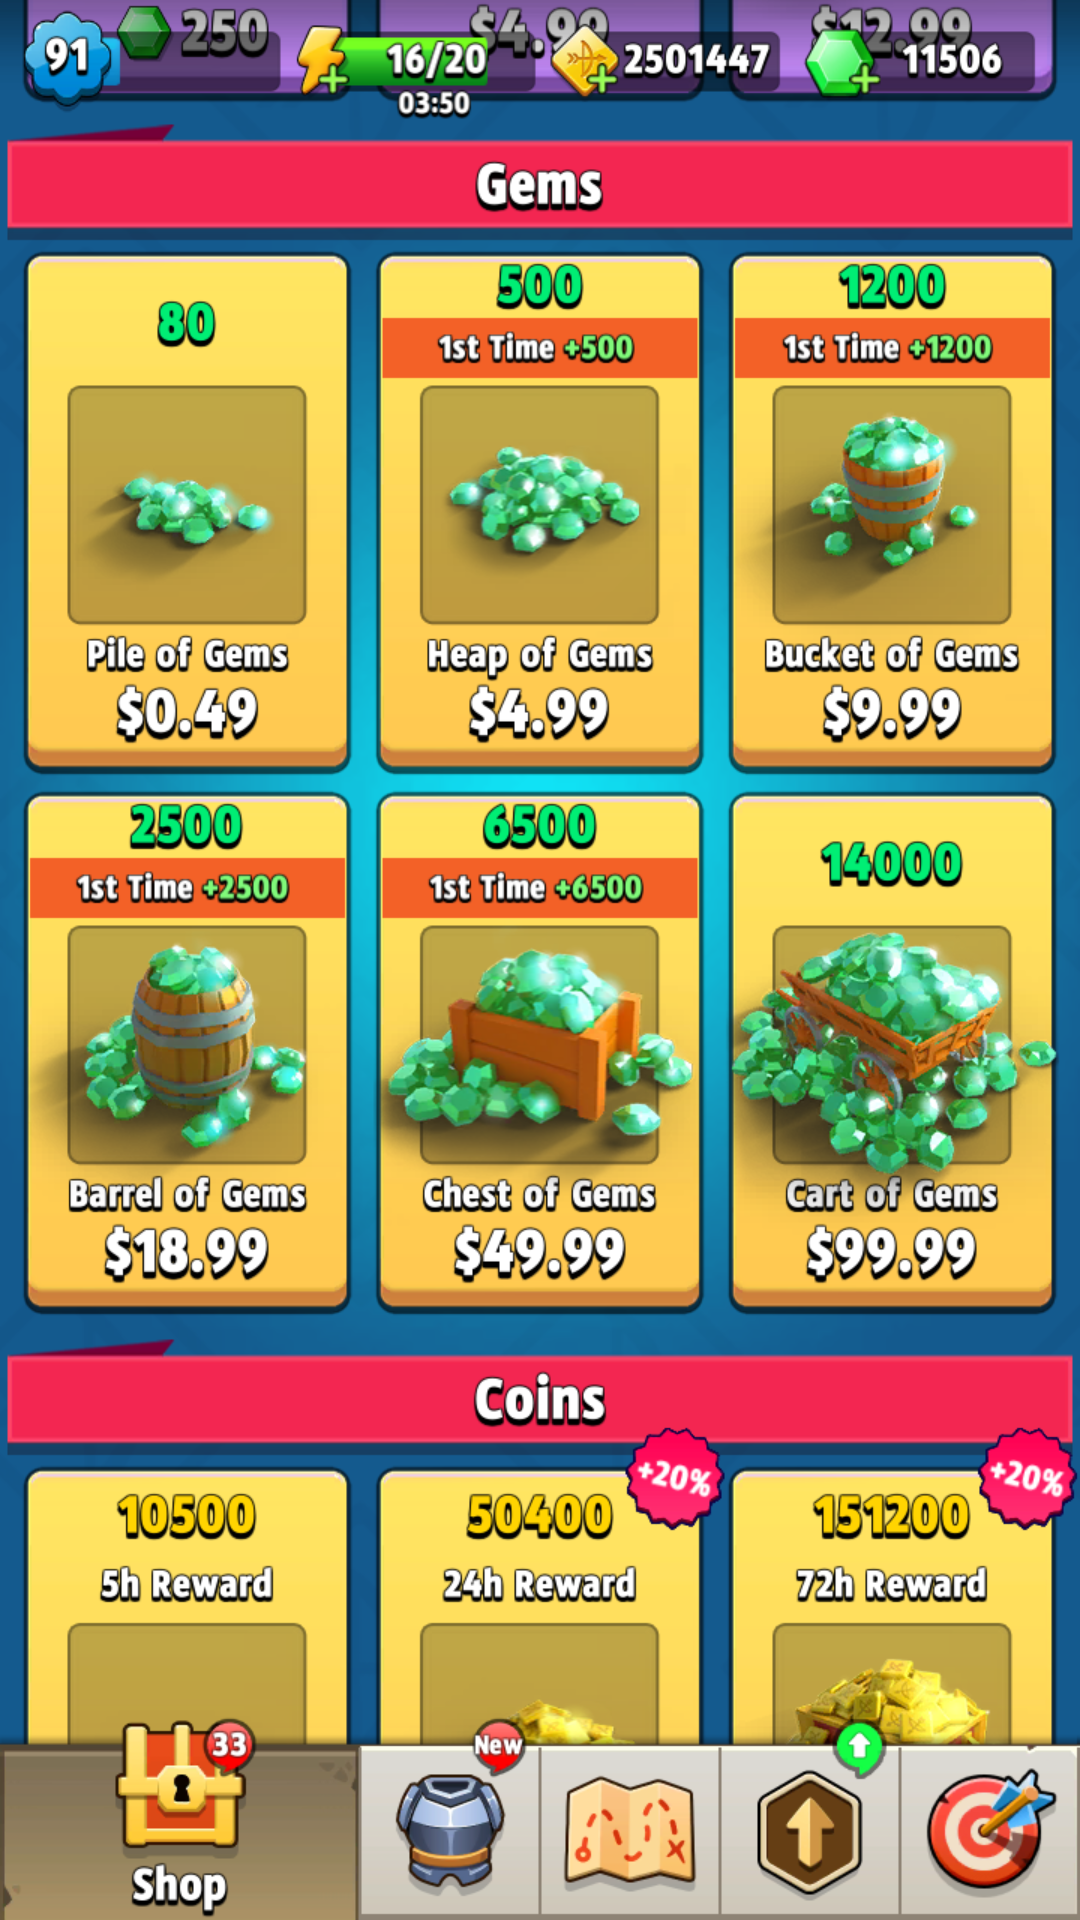 250
$4.99
$12.99
91
16/20
2501447
11506
03:50
Gems
80
500
1200
1st Time +500
1st Time +1200
Pile of Gems
Heap of Gems
Bucket of Gems
$0.49
$4.99
$9.99
2500
6500
14000
1st Time +2500
1st Time +6500
Barrel of Gems
Chest of Gems
Cart of Gems
$18.99
$49.99
$99.99
Coins
+20%
+20%
10500
50400
151200
5h Reward
24h Reward
72h Reward
33
New
Shop